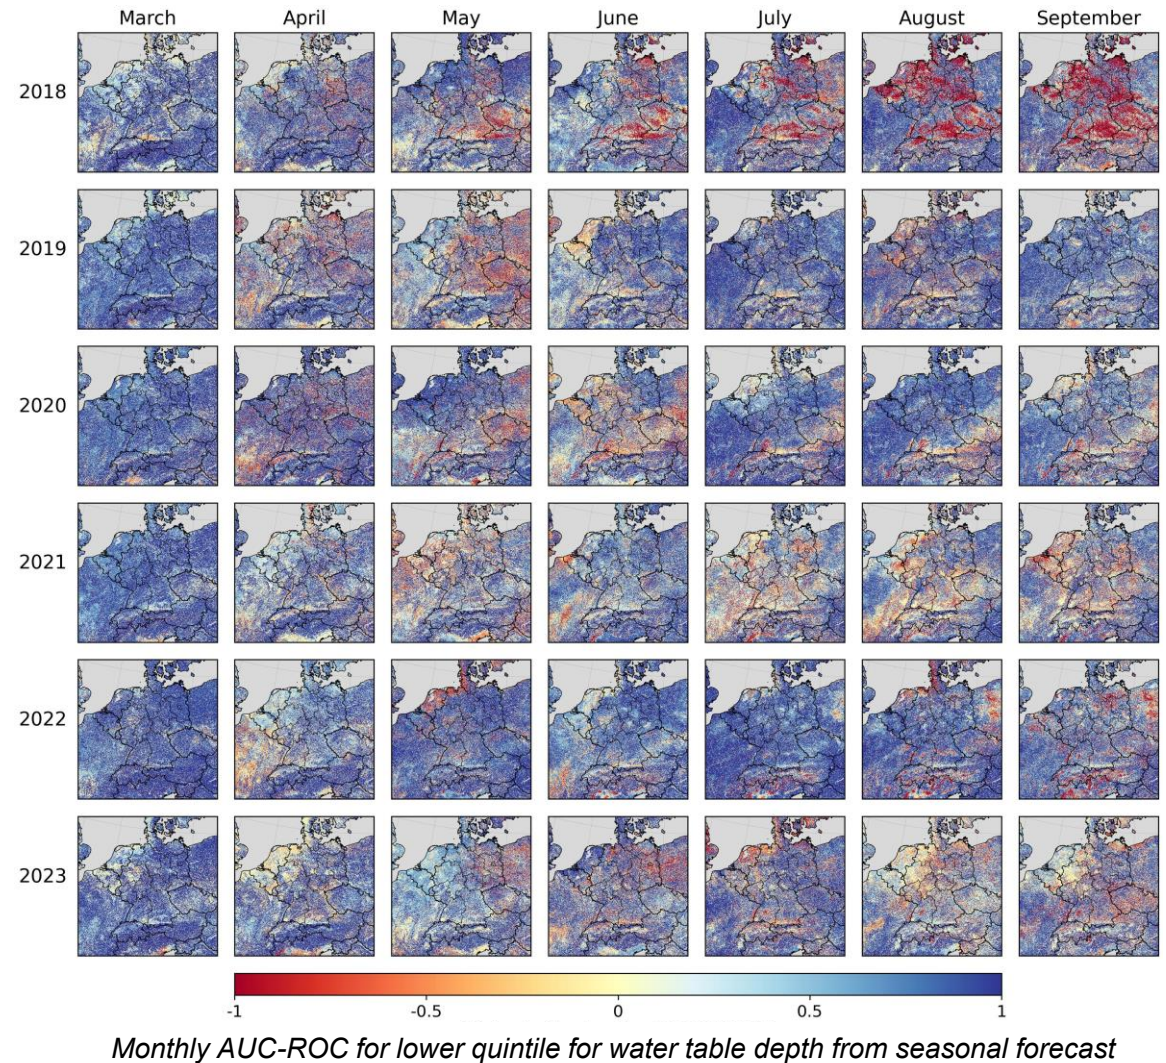 March April May June July August September
2018
2019
2020
2021
2022
2023
-1 -0.5 0 0.5 1
Monthly AUC-ROC for lower quintile for water table depth from seasonal forecast